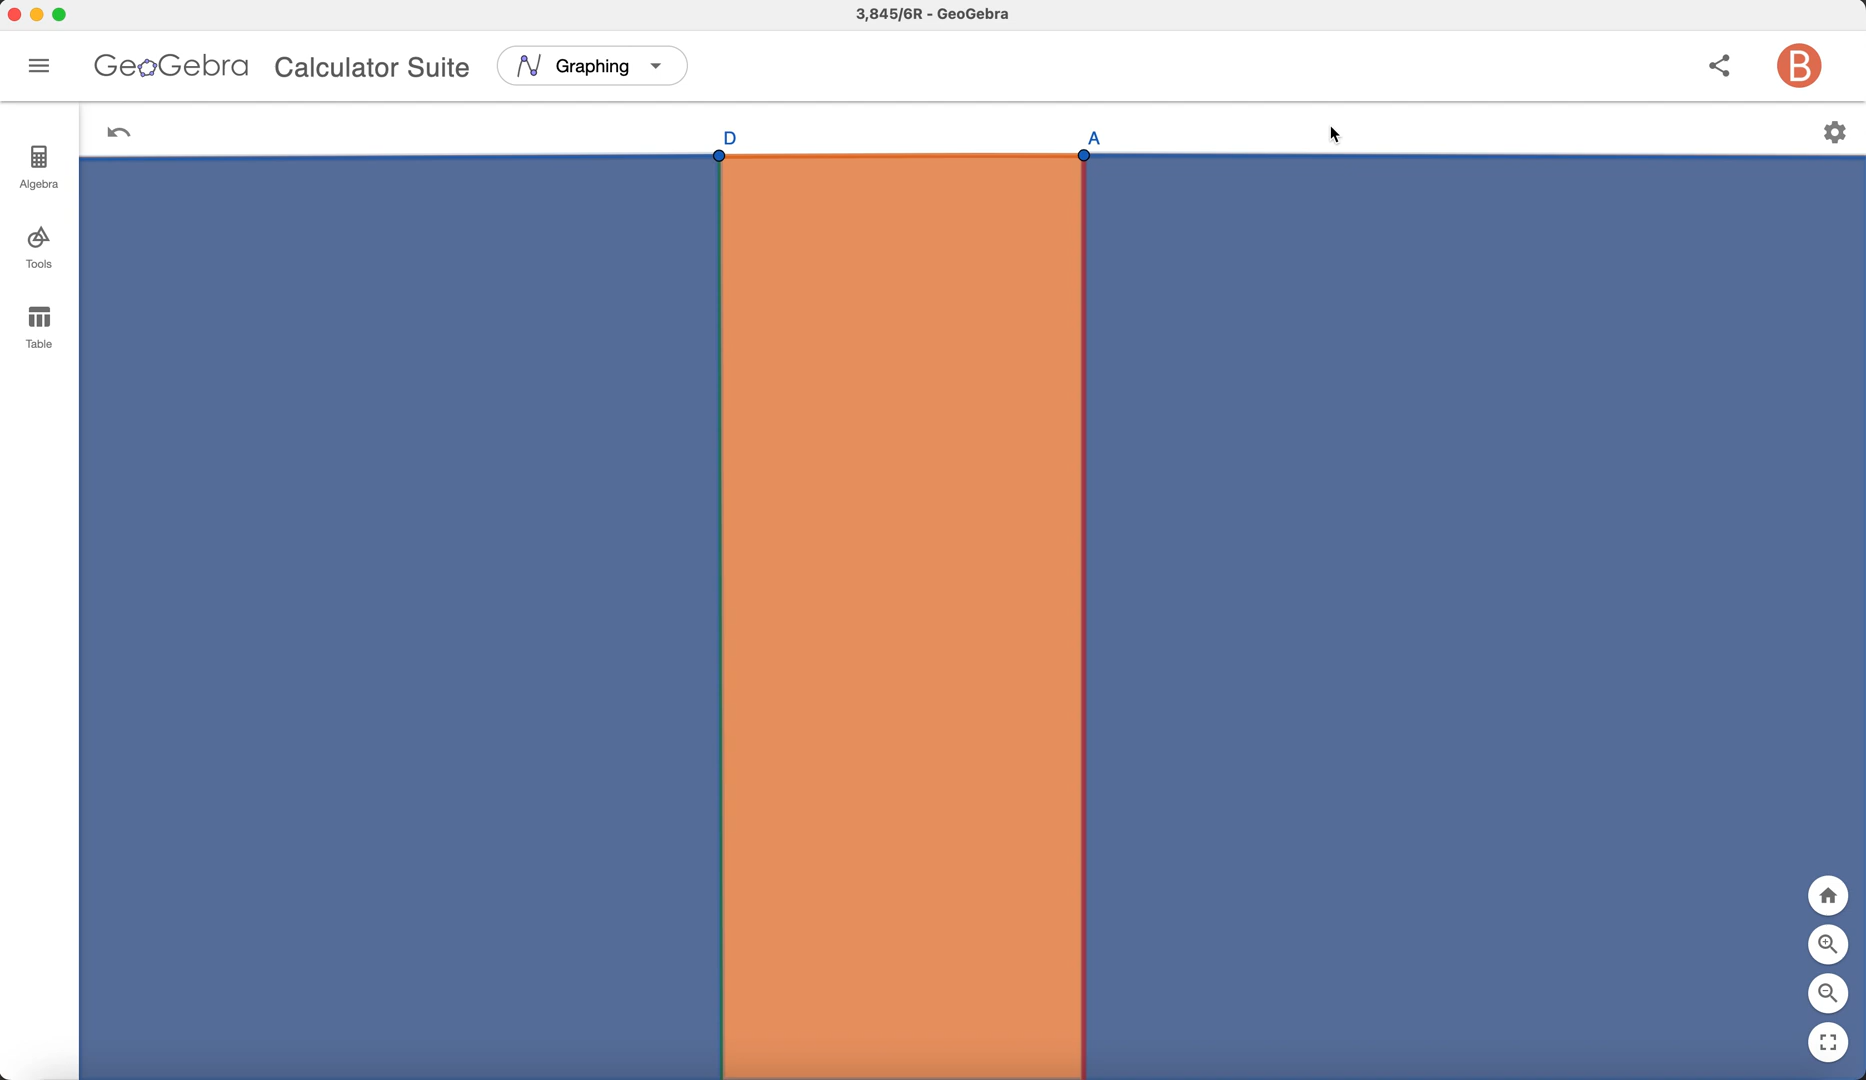 3,845/6R - GeoGebra
GeoGebra Calculator Suite Graphing B
D A
Algebra
Tools
Table